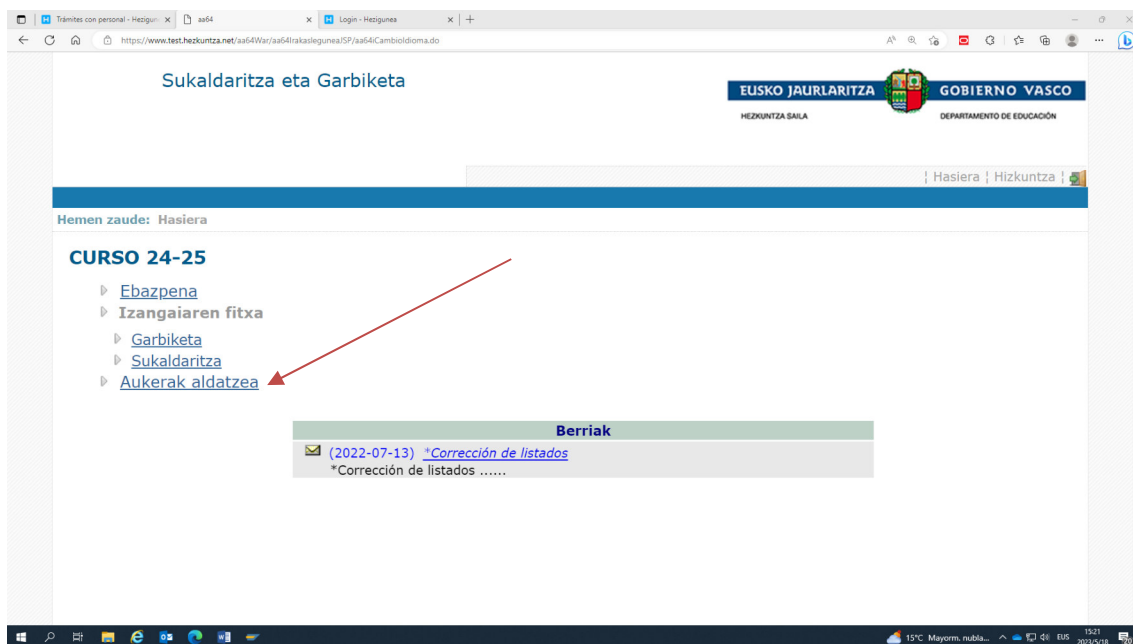 Trámites con personal - Hezigun
aa64
Login - Hezigunea
https://www.test.hezkuntza.net/aa64War/aa64IrakasleguneaJSP/aa64iCambioIdioma.do
Sukaldaritza eta Garbiketa
EUSKO JAURLARITZA
GOBIERNO VASCO
HEZKUNTZA SAILA
DEPARTAMENTO DE EDUCACIÓN
¦ Hasiera ¦ Hizkuntza ¦
Hemen zaude: Hasiera
CURSO 24-25
Ebazpena
Izangaiaren fitxa
Garbiketa
Sukaldaritza
Aukerak aldatzea
Berriak
(2022-07-13) *Corrección de listados
*Corrección de listados ......
15°C Mayorm. nubla... EUS
15:21
2023/5/18